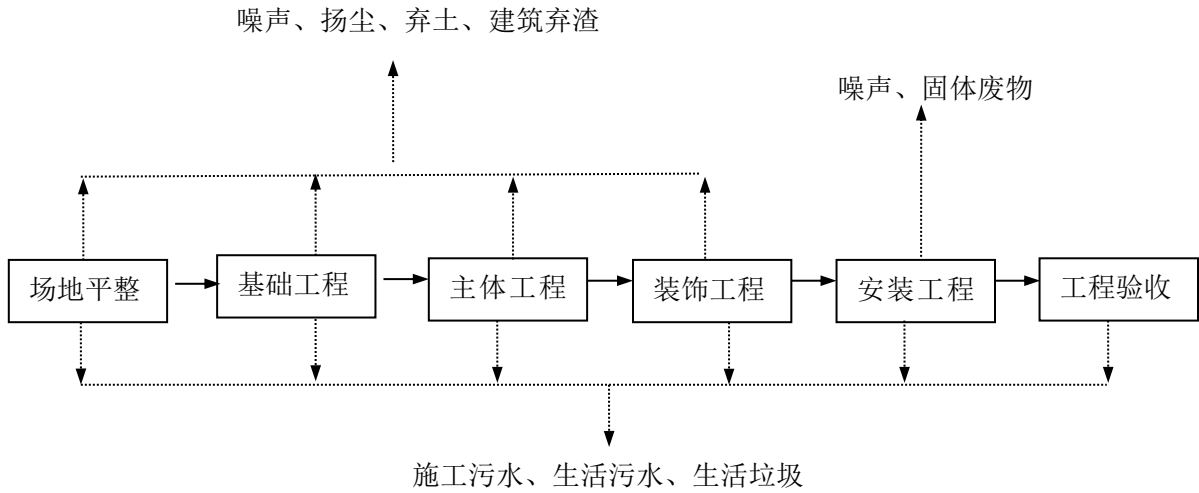 噪声、扬尘、弃土、建筑弃渣
噪声、固体废物
场地平整
基础工程
主体工程
装饰工程
安装工程
工程验收
施工污水、生活污水、生活垃圾